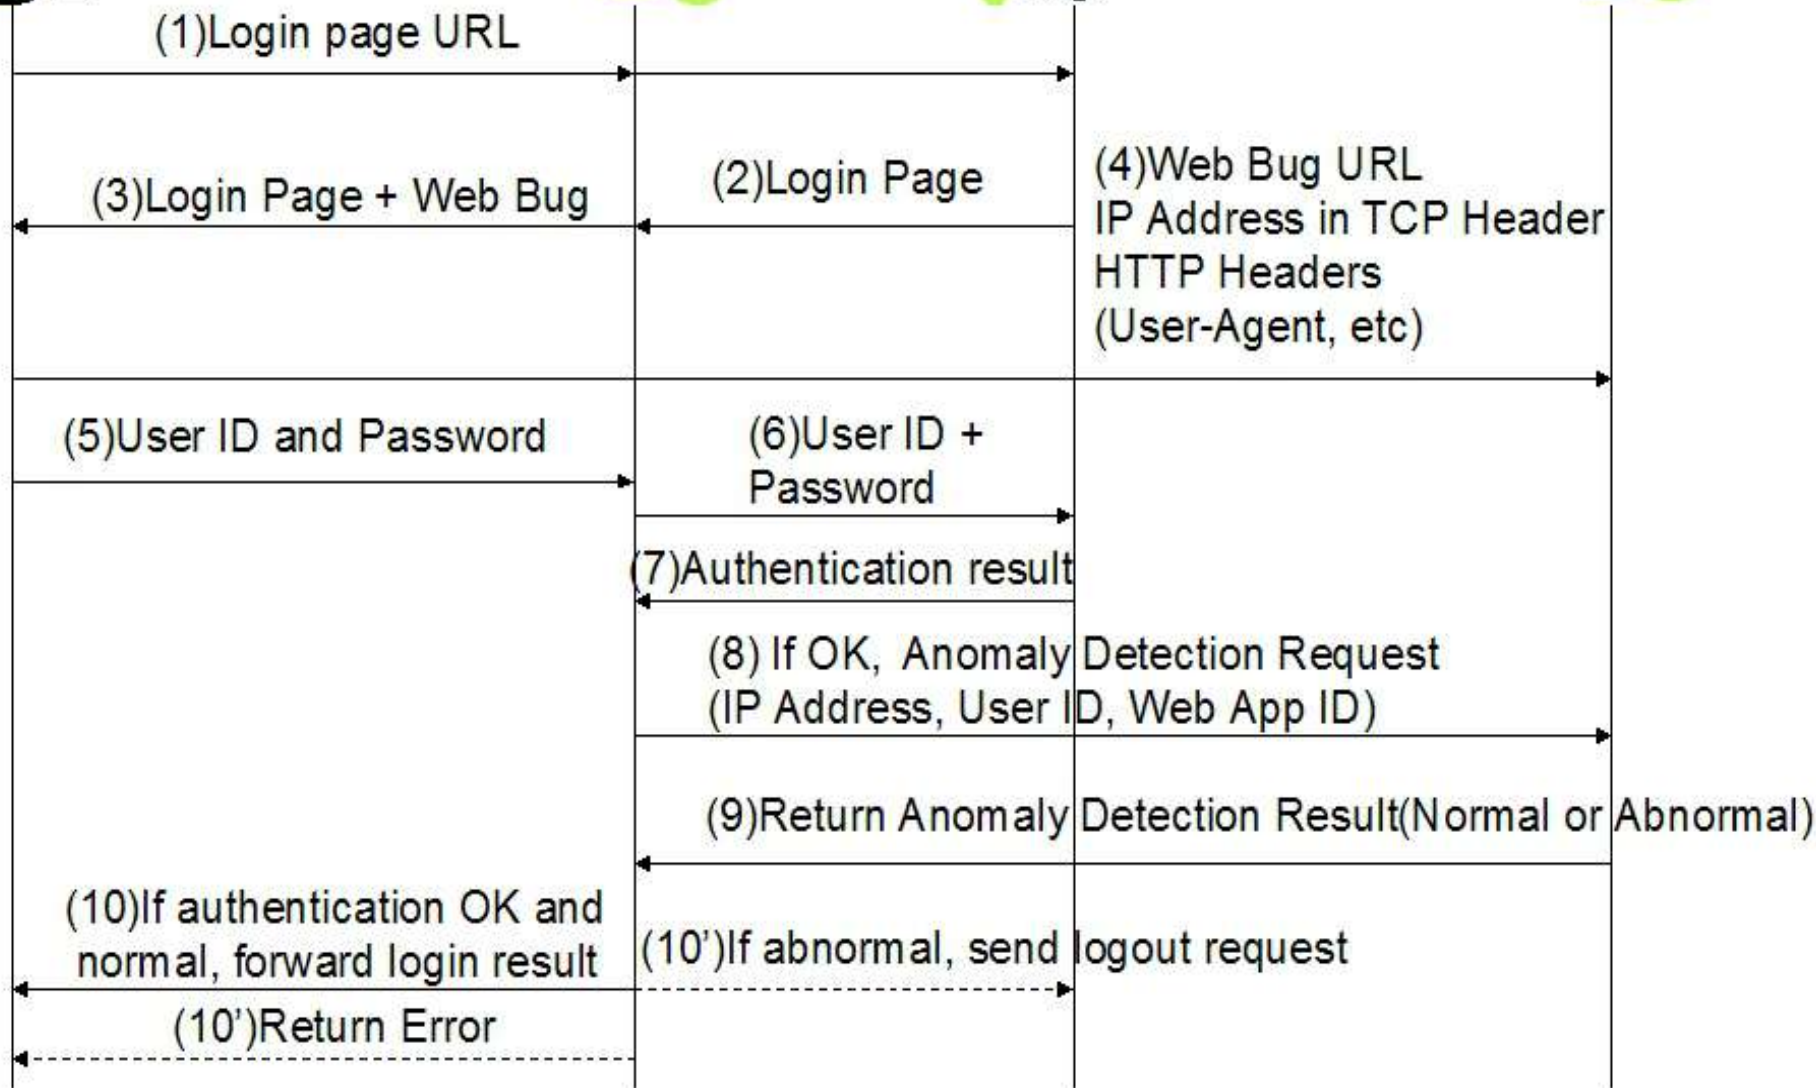 (1)Login page URL
(2)Login Page
(3)Login Page + Web Bug
(4)Web Bug URL
IP Address in TCP Header
HTTP Headers
(User-Agent, etc)
(5)User ID and Password
(6)User ID +
Password
(7)Authentication result
(8) If OK, Anomaly Detection Request
(IP Address, User ID, Web App ID)
(9)Return Anomaly Detection Result(Normal or Abnormal)
(10)If authentication OK and
normal, forward login result
(10’)If abnormal, send logout request
(10’)Return Error